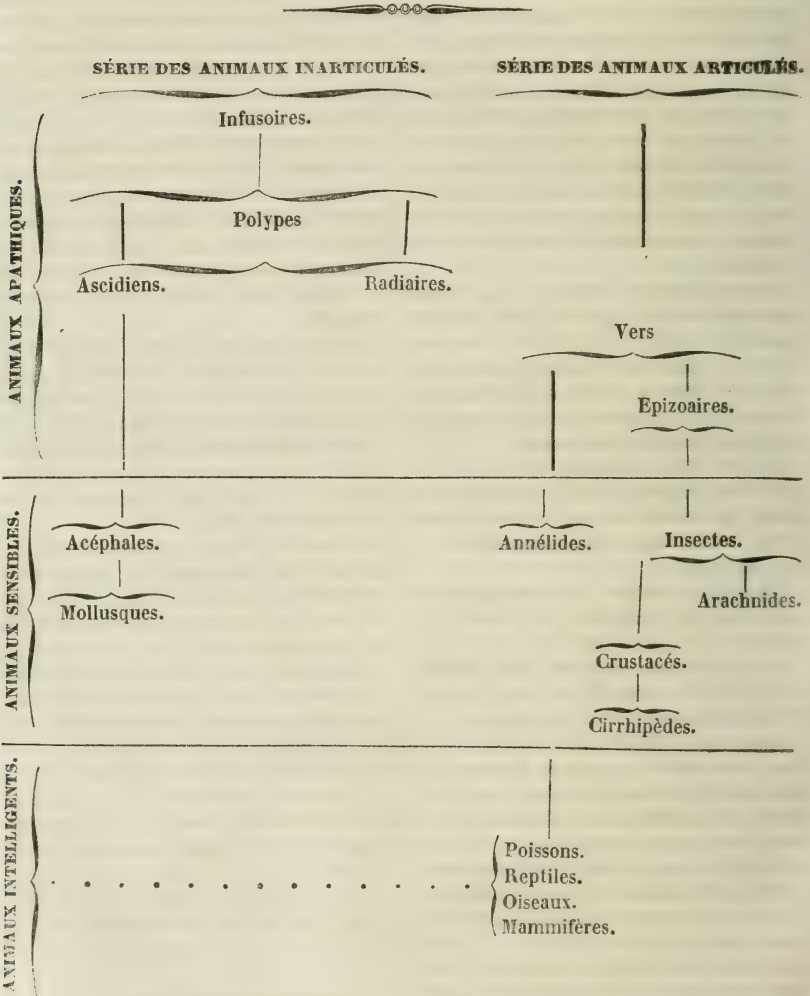 SÉRIE DES ANIMAUX INARTICULÉS.
SÉRIE DES ANIMAUX ARTICULÉS.
ANIMAUX APATHIQUES.
Infusoires.
Polypes
Ascidiens.
Radiaires.
Vers
Epizoaires.
ANIMAUX SENSIBLES.
Acéphales.
Annélides.
Insectes.
Mollusques.
Arachnides.
Crustacés.
Cirrhipèdes.
ANIMAUX INTELLIGENTS.
Poissons.
Reptiles.
Oiseaux.
Mammifères.